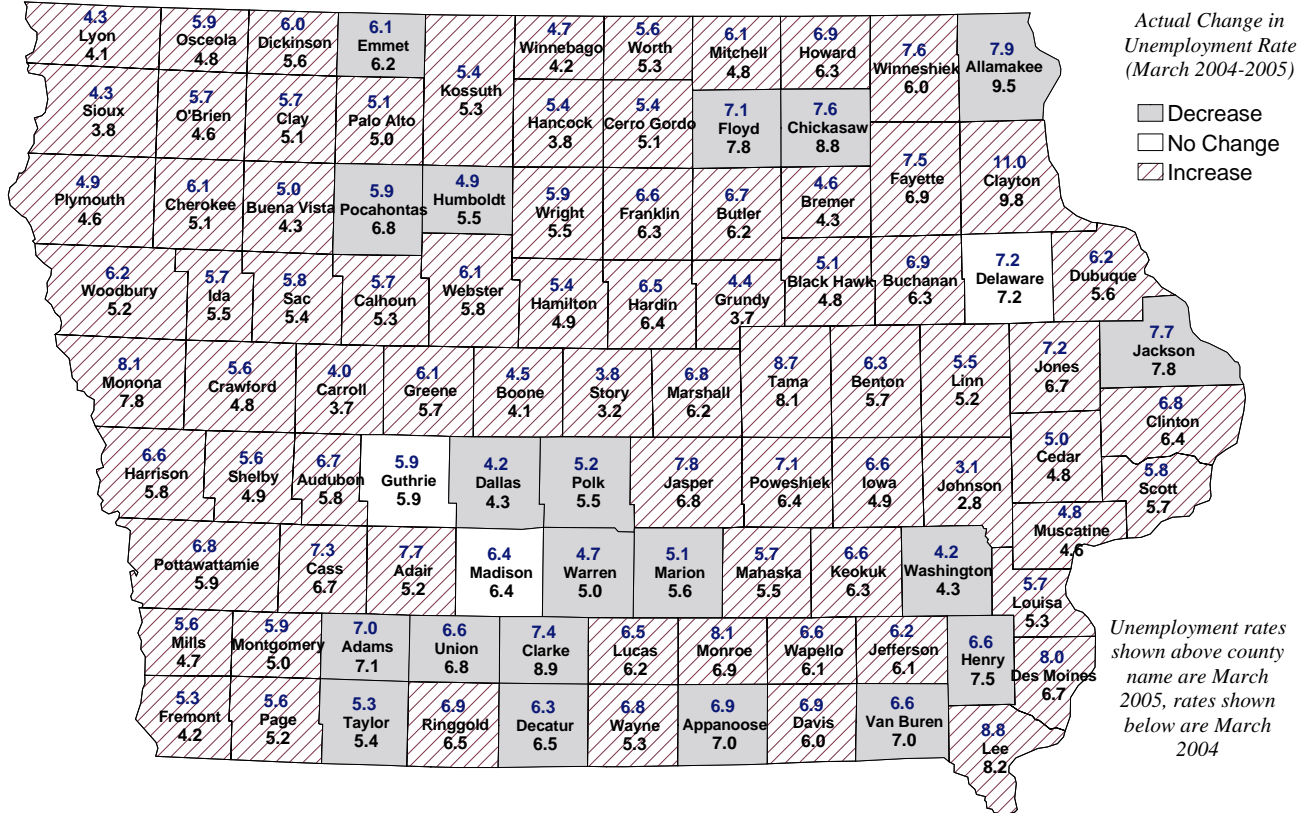 Actual Change in
Unemployment Rate
(March 2004-2005)
Decrease
No Change
Increase
4.3
Lyon
4.1
5.9
Osceola
4.8
6.0
Dickinson
5.6
6.1
Emmet
6.2
5.4
Kossuth
5.3
4.7
Winnebago
4.2
5.6
Worth
5.3
6.1
Mitchell
4.8
6.9
Howard
6.3
7.6
Winneshiek
6.0
7.9
Allamakee
9.5
4.3
Sioux
3.8
5.7
O'Brien
4.6
5.7
Clay
5.1
5.1
Palo Alto
5.0
5.4
Hancock
3.8
5.4
Cerro Gordo
5.1
7.1
Floyd
7.8
7.6
Chickasaw
8.8
7.5
Fayette
6.9
11.0
Clayton
9.8
4.9
Plymouth
4.6
6.1
Cherokee
5.1
5.0
Buena Vista
4.3
5.9
Pocahontas
6.8
4.9
Humboldt
5.5
5.9
Wright
5.5
6.6
Franklin
6.3
6.7
Butler
6.2
4.6
Bremer
4.3
6.2
Woodbury
5.2
5.7
Ida
5.5
5.8
Sac
5.4
5.7
Calhoun
5.3
6.1
Webster
5.8
5.4
Hamilton
4.9
6.5
Hardin
6.4
4.4
Grundy
3.7
5.1
Black Hawk
4.8
6.9
Buchanan
6.3
7.2
Delaware
7.2
6.2
Dubuque
5.6
8.1
Monona
7.8
5.6
Crawford
4.8
4.0
Carroll
3.7
6.1
Greene
5.7
4.5
Boone
4.1
3.8
Story
3.2
6.8
Marshall
6.2
8.7
Tama
8.1
6.3
Benton
5.7
5.5
Linn
5.2
7.2
Jones
6.7
7.7
Jackson
7.8
6.8
Clinton
6.4
6.6
Harrison
5.8
5.6
Shelby
4.9
6.7
Audubon
5.8
5.9
Guthrie
5.9
4.2
Dallas
4.3
5.2
Polk
5.5
7.8
Jasper
6.8
7.1
Poweshiek
6.4
6.6
Iowa
4.9
3.1
Johnson
2.8
5.0
Cedar
4.8
5.8
Scott
5.7
4.8
Muscatine
4.6
6.8
Pottawattamie
5.9
7.3
Cass
6.7
7.7
Adair
5.2
6.4
Madison
6.4
4.7
Warren
5.0
5.1
Marion
5.6
5.7
Mahaska
5.5
6.6
Keokuk
6.3
4.2
Washington
4.3
5.7
Louisa
5.3
5.6
Mills
4.7
5.9
Montgomery
5.0
7.0
Adams
7.1
6.6
Union
6.8
7.4
Clarke
8.9
6.5
Lucas
6.2
8.1
Monroe
6.9
6.6
Wapello
6.1
6.2
Jefferson
6.1
6.6
Henry
7.5
8.0
Des Moines
6.7
5.3
Fremont
4.2
5.6
Page
5.2
5.3
Taylor
5.4
6.9
Ringgold
6.5
6.3
Decatur
6.5
6.8
Wayne
5.3
6.9
Appanoose
7.0
6.9
Davis
6.0
6.6
Van Buren
7.0
8.8
Lee
8.2
Unemployment rates
shown above county
name are March
2005, rates shown
below are March
2004